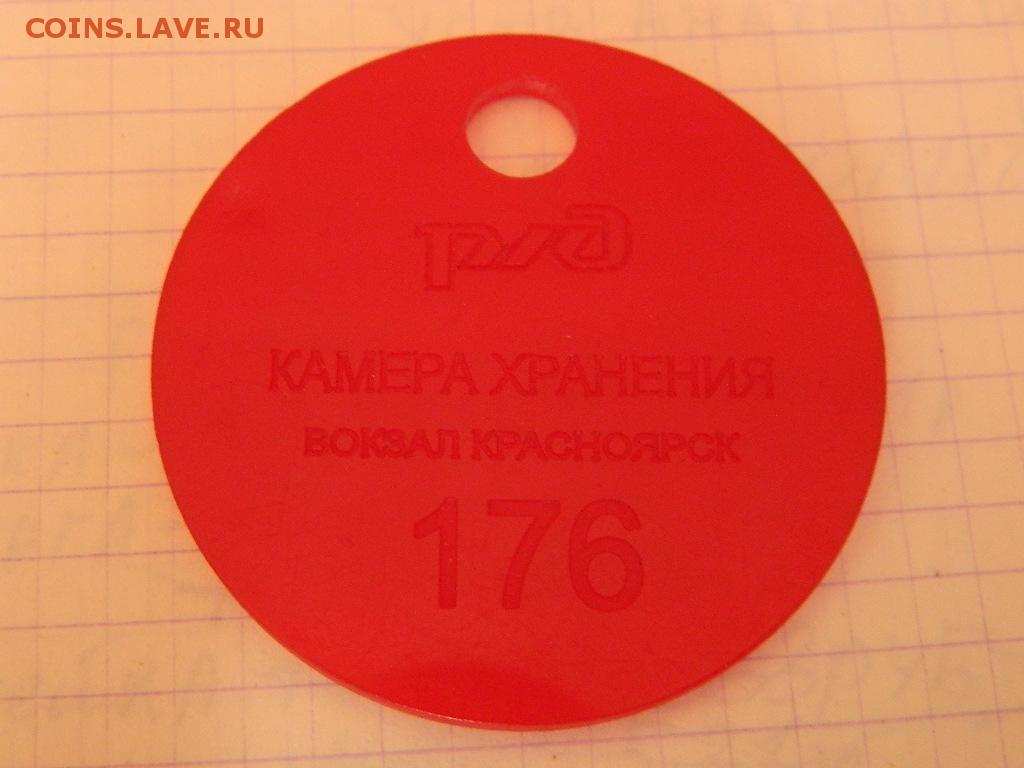 COINS.LAVE.RU
ржд
КАМЕРА ХРАНЕНИЯ
ВОКЗАЛ КРАСНОЯРСК
176